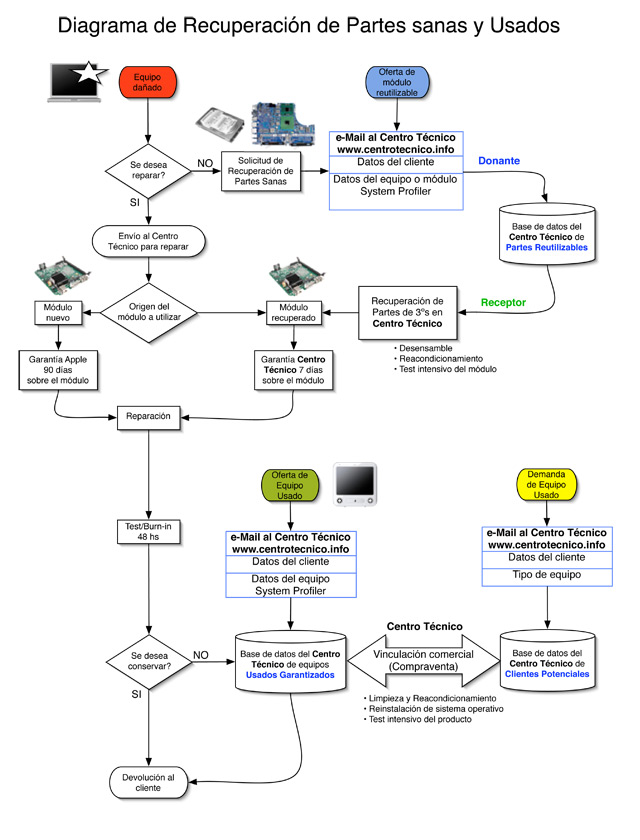 Diagrama de Recuperación de Partes sanas y Usados
Equipo
dañado
Oferta de
módulo
reutilizable
Se desea
reparar?
NO
Solicitud de
Recuperación de
Partes Sanas
e-Mail al Centro Técnico
www.centrotecnico.info
Datos del cliente
Datos del equipo o módulo
System Profiler
Donante
SI
Envío al Centro
Técnico para reparar
Base de datos del
Centro Técnico de
Partes Reutilizables
Módulo
nuevo
Origen del
módulo a utilizar
Módulo
recuperado
Recuperación de
Partes de 3ºs en
Centro Técnico
Receptor
• Desensamble
• Reacondicionamiento
• Test intensivo del módulo
Garantía Apple
90 días
sobre el módulo
Garantía Centro
Técnico 7 días
sobre el módulo
Reparación
Oferta de
Equipo
Usado
Demanda
de Equipo
Usado
Test/Burn-in
48 hs
e-Mail al Centro Técnico
www.centrotecnico.info
Datos del cliente
Datos del equipo
System Profiler
e-Mail al Centro Técnico
www.centrotecnico.info
Datos del cliente
Tipo de equipo
Se desea
conservar?
NO
Base de datos del Centro
Técnico de equipos
Usados Garantizados
Centro Técnico
Vinculación comercial
(Compraventa)
Base de datos del
Centro Técnico de
Clientes Potenciales
SI
• Limpieza y Reacondicionamiento
• Reinstalación de sistema operativo
• Test intensivo del producto
Devolución al
cliente